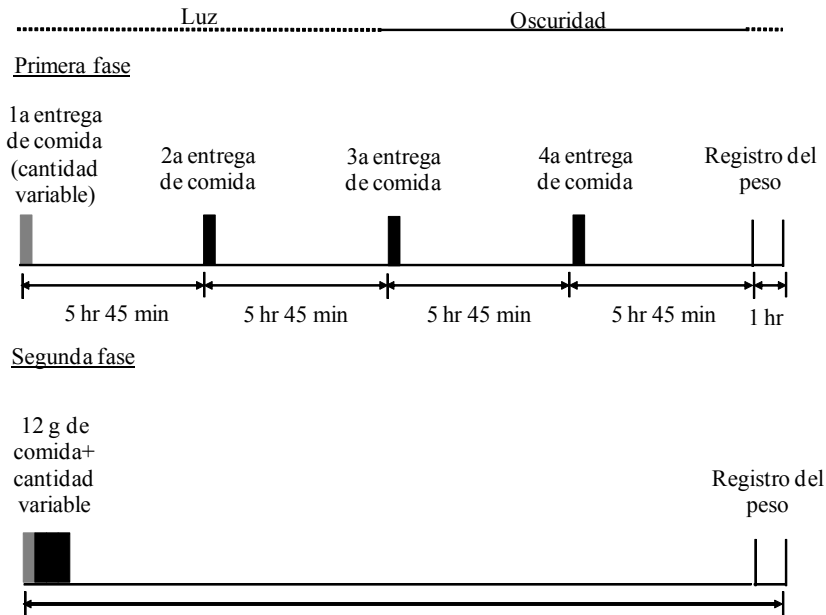 Luz
Oscuridad
Primera fase
1a entrega
de comida
(cantidad
variable)
2a entrega
de comida
3a entrega
de comida
4a entrega
de comida
Registro del
peso
5 hr 45 min
5 hr 45 min
5 hr 45 min
5 hr 45 min
1 hr
Segunda fase
12 g de
comida+
cantidad
variable
Registro del
peso